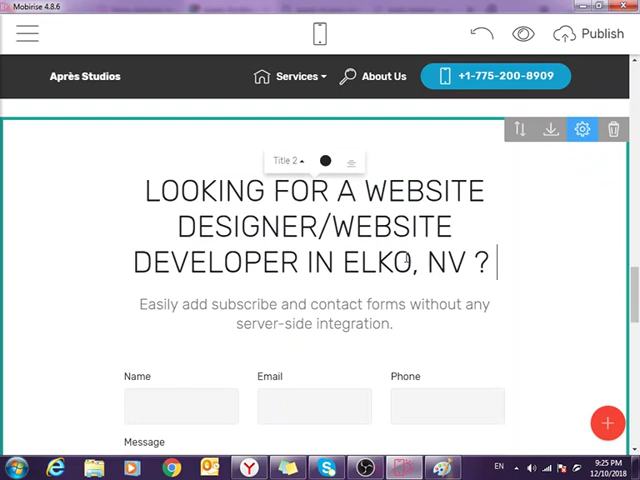 Mobirise 4.8.6
Publish
Après Studios
Services
About Us
+1-775-200-8909
Title 2
LOOKING FOR A WEBSITE
DESIGNER/WEBSITE
DEVELOPER IN ELKO, NV ?
Easily add subscribe and contact forms without any
server-side integration.
Name Email Phone
Message
EN
9:25 PM
12/10/2018